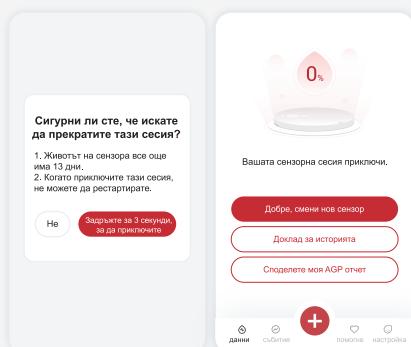 Сигурни ли сте, че искате
да прекратите тази сесия?
1. Животът на сензора все още
има 13 дни.
2. Когато приключите тази сесия,
не можете да рестартирате.
Не
Задръжте за 3 секунди,
за да приключите
0%
Вашата сензорна сесия приключи.
Добре, смени нов сензор
Доклад за историята
Споделете моя AGP отчет
данни
събитие
помогне
настройка